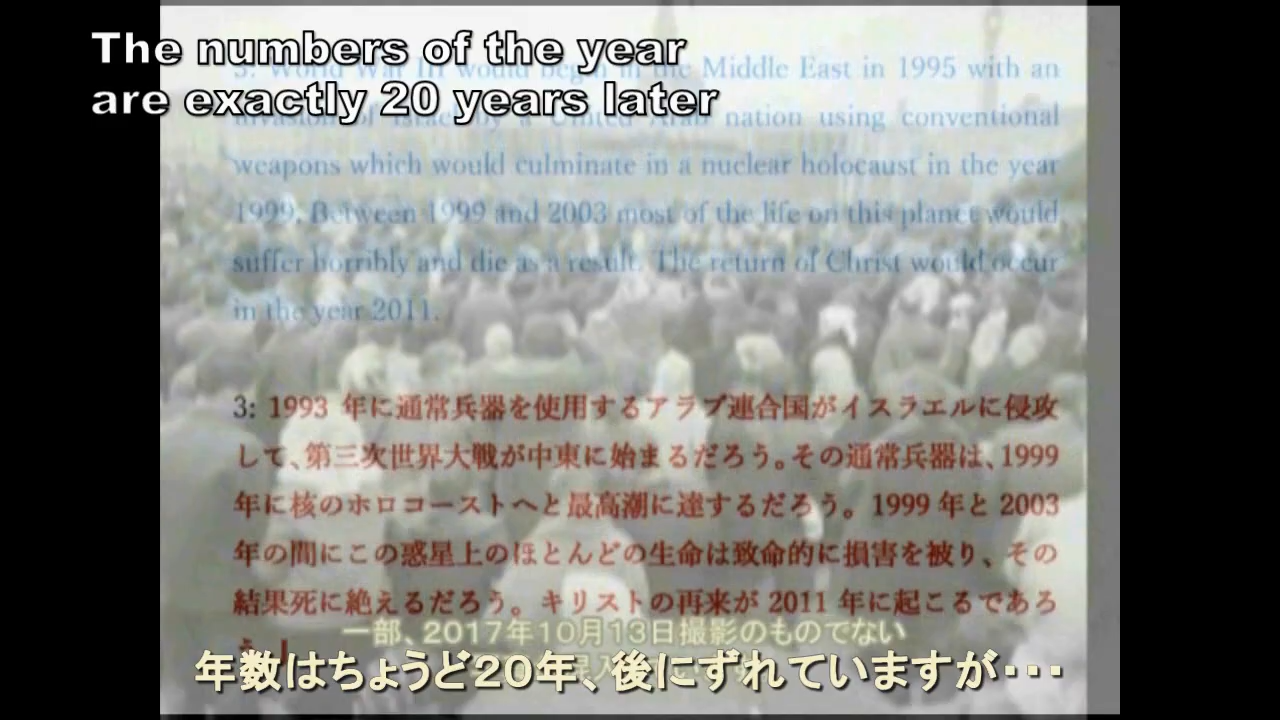 The numbers of the year
are exactly 20 years later
3: World War III would begin in the Middle East in 1995 with an
invasion of Israel by a United Arab nation using conventional
weapons which would culminate in a nuclear holocaust in the year
1999. Between 1999 and 2003 most of the life on this planet would
suffer horribly and die as a result. The return of Christ would occur
in the year 2011.
3: 1993 年に通常兵器を使用するアラブ連合国がイスラエルに侵攻
して、第三次世界大戦が中東に始まるだろう。その通常兵器は、1999
年に核のホロコーストへと最高潮に達するだろう。1999 年と 2003
年の間にこの惑星上のほとんどの生命は致命的に損害を被り、その
結果死に絶えるだろう。キリストの再来が 2011 年に起こるであろ
う」
一部、2017年10月13日撮影のものでない
年数はちょうど20年、後にずれていますが・・・